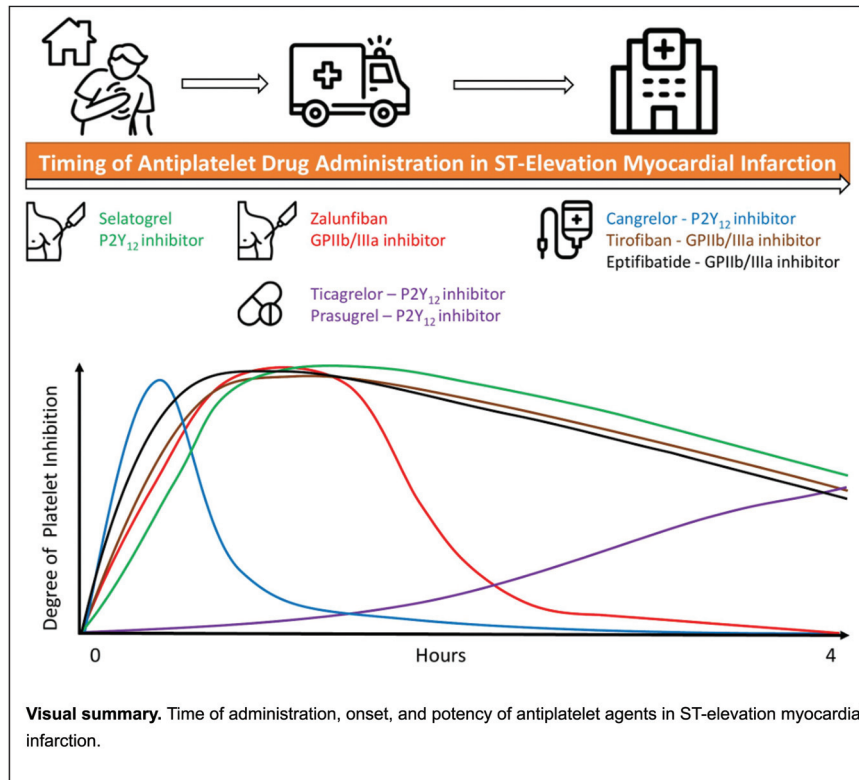 Timing of Antiplatelet Drug Administration in ST-Elevation Myocardial Infarction
Selatogrel
P2Y₁₂ inhibitor
Zalunfiban
GPIIb/IIIa inhibitor
Cangrelor - P2Y₁₂ inhibitor
Tirofiban - GPIIb/IIIa inhibitor
Eptifibatide - GPIIb/IIIa inhibitor
Ticagrelor – P2Y₁₂ inhibitor
Prasugrel – P2Y₁₂ inhibitor
Degree of Platelet Inhibition
0
Hours
4
Visual summary. Time of administration, onset, and potency of antiplatelet agents in ST-elevation myocardia
infarction.